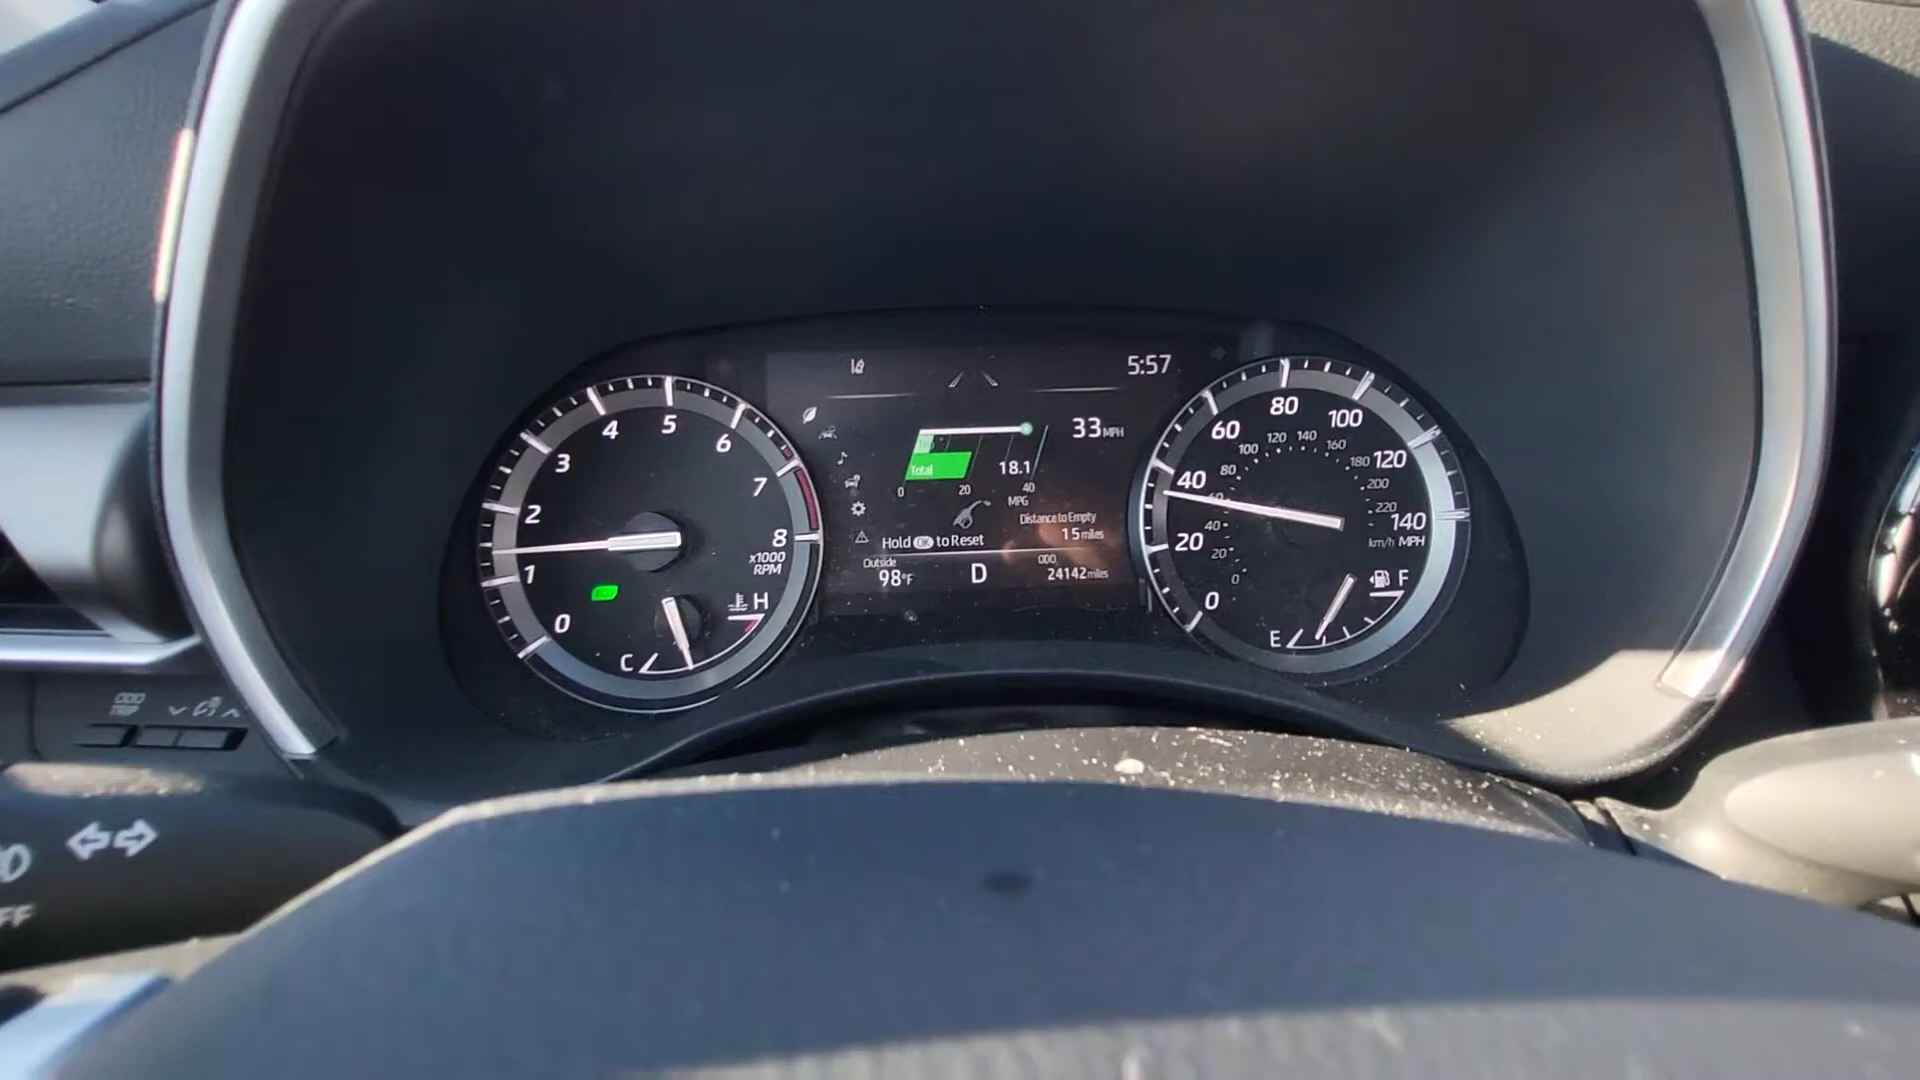 5:57
33 MPH
Total
18.1
0 20 40
MPG
Distance to Empty
15 miles
Hold OK to Reset
Outside
98°F
D
ODO
24142 miles
0 1 2 3 4 5 6 7 8
x1000
RPM
ECO
C H
0 20 40 60 80 100 120 140
0 20 40 60 80 100 120 140 160 180 200 220
km/h MPH
E F
ODO
TRIP